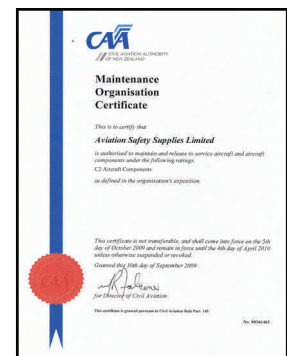 CAA
CIVIL AVIATION AUTHORITY
OF NEW ZEALAND
Maintenance
Organisation
Certificate
This is to certify that
Aviation Safety Supplies Limited
is authorised to maintain and release to service aircraft and aircraft
components under the following ratings:
C2 Aircraft Components
as defined in the organisation's exposition
This certificate is not transferable, and shall come into force on the 5th
day of October 2009 and remain in force until the 4th day of April 2010
unless otherwise suspended or revoked.
Granted this 30th day of September 2009
for Director of Civil Aviation
This certificate is granted pursuant to Civil Aviation Rule Part 145
CAA